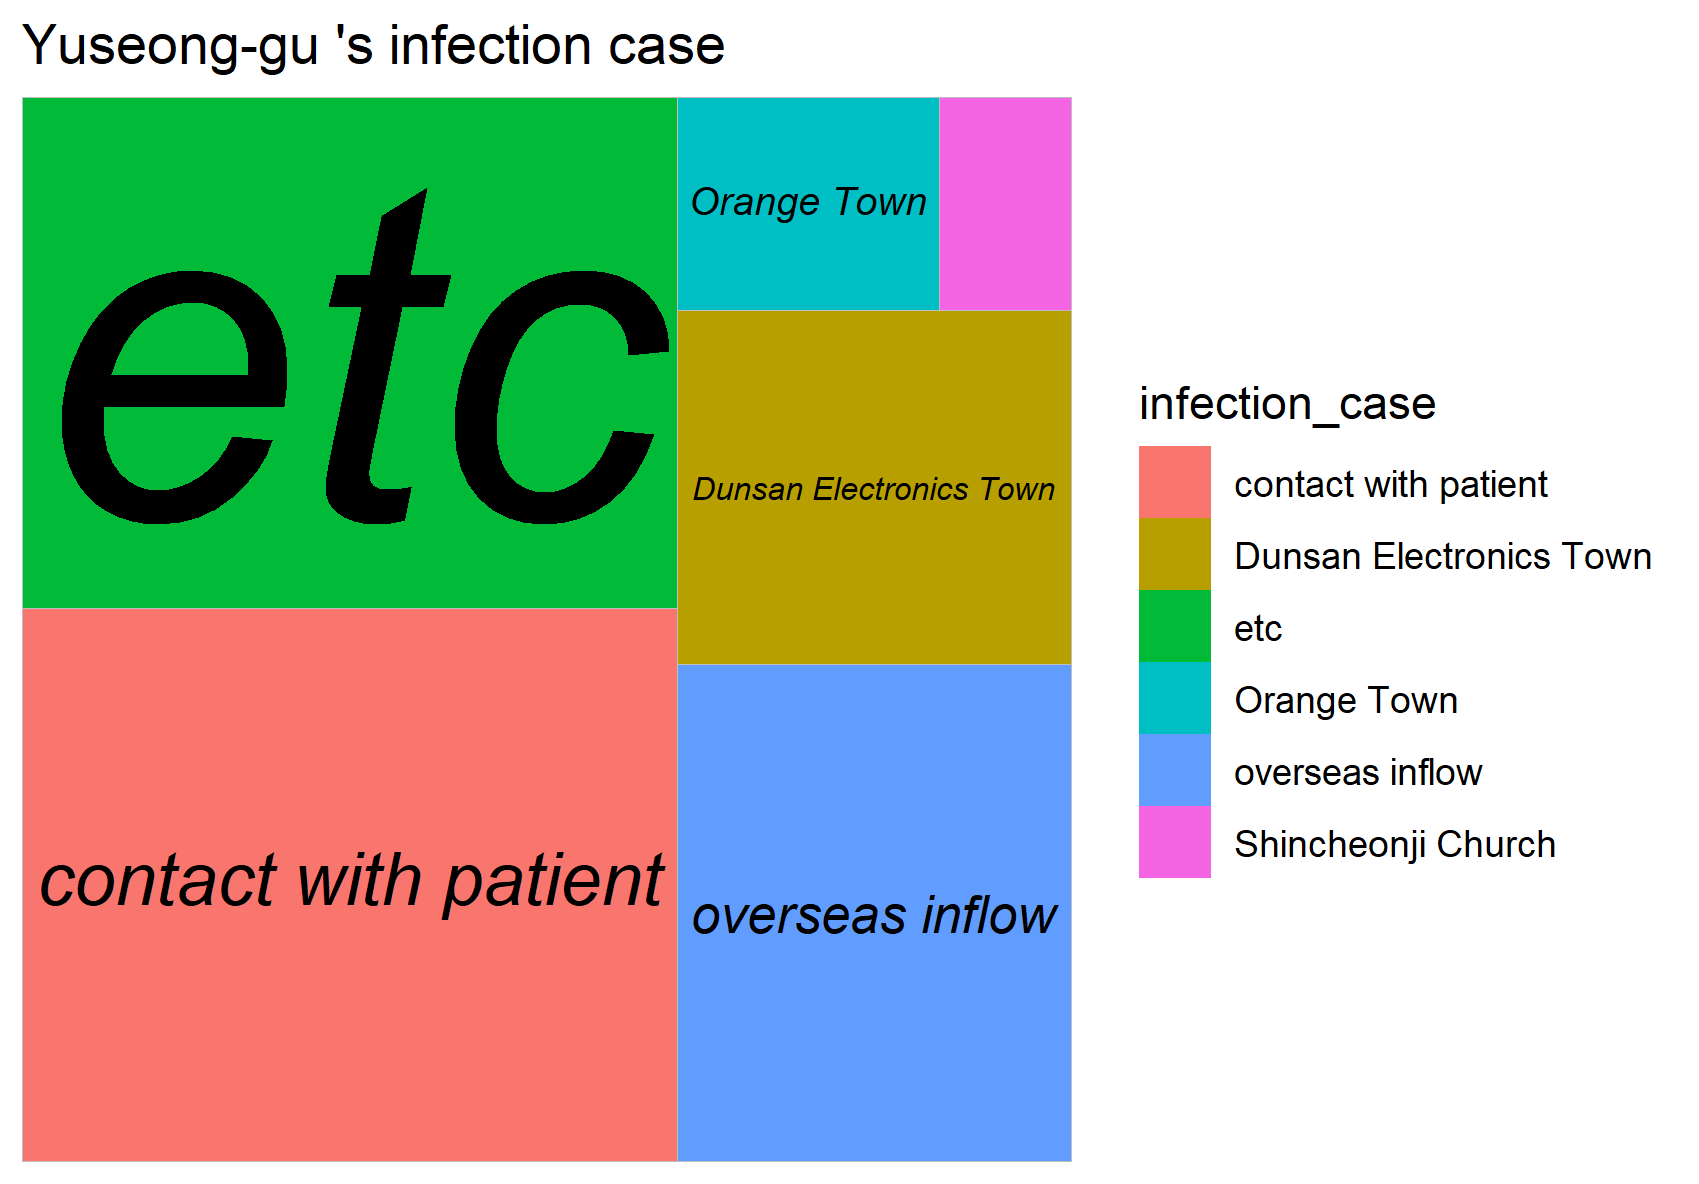 Yuseong-gu 's infection case
etc
Orange Town
Dunsan Electronics Town
contact with patient
overseas inflow
infection_case
contact with patient
Dunsan Electronics Town
etc
Orange Town
overseas inflow
Shincheonji Church